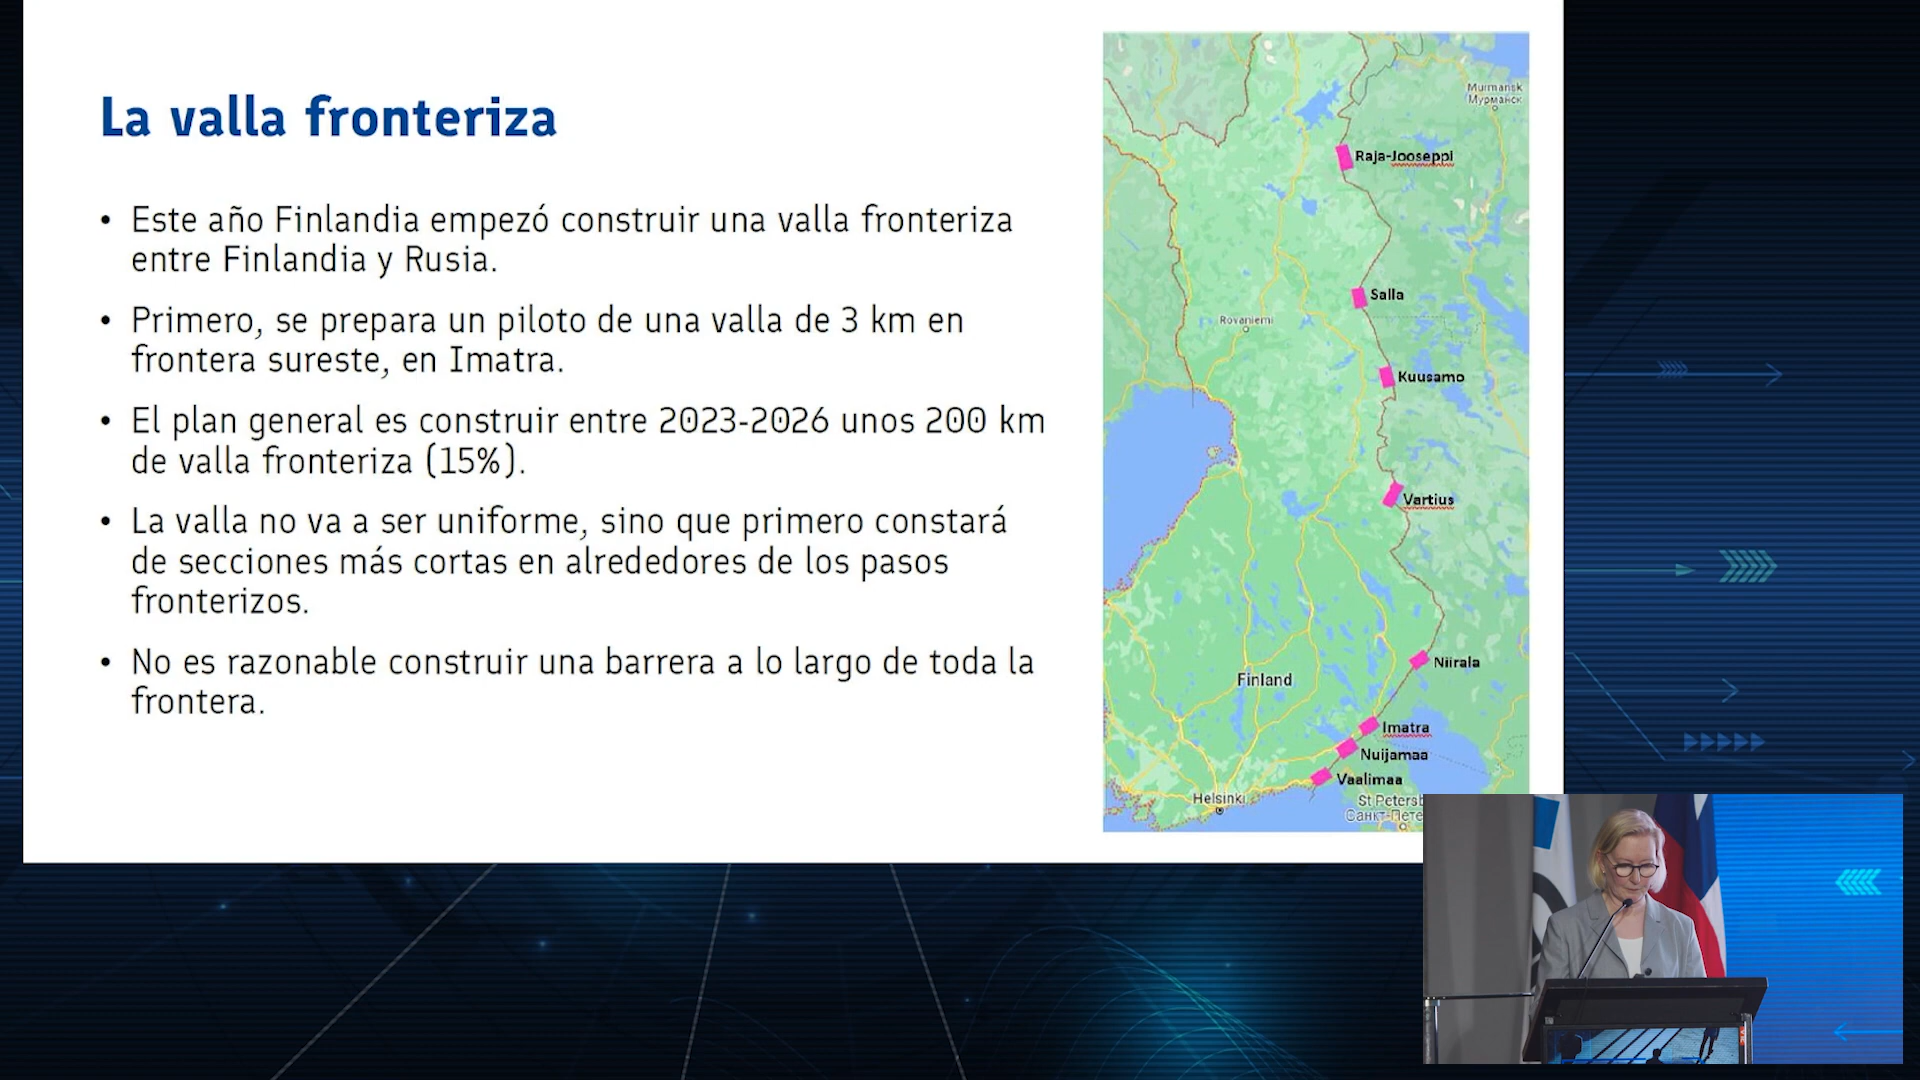 La valla fronteriza
• Este año Finlandia empezó construir una valla fronteriza
entre Finlandia y Rusia.
• Primero, se prepara un piloto de una valla de 3 km en
frontera sureste, en Imatra.
• El plan general es construir entre 2023-2026 unos 200 km
de valla fronteriza (15%).
• La valla no va a ser uniforme, sino que primero constará
de secciones más cortas en alrededores de los pasos
fronterizos.
• No es razonable construir una barrera a lo largo de toda la
frontera.
Murmansk
Мурманск
Raja-Jooseppi
Salla
Rovaniemi
Kuusamo
Vartius
Niirala
Finland
Imatra
Nuijamaa
Vaalimaa
Helsinki
St Petersb
Санкт-Пете